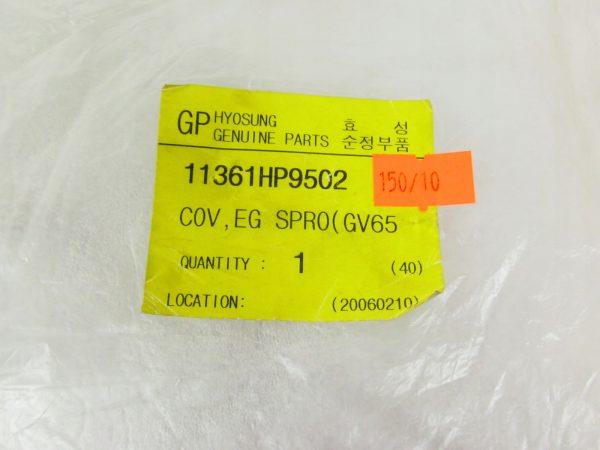 GP HYOSUNG 효 성
GENUINE PARTS 순정부품
11361HP9502
150/10
COV,EG SPRO(GV65
QUANTITY : 1 (40)
LOCATION: (20060210)